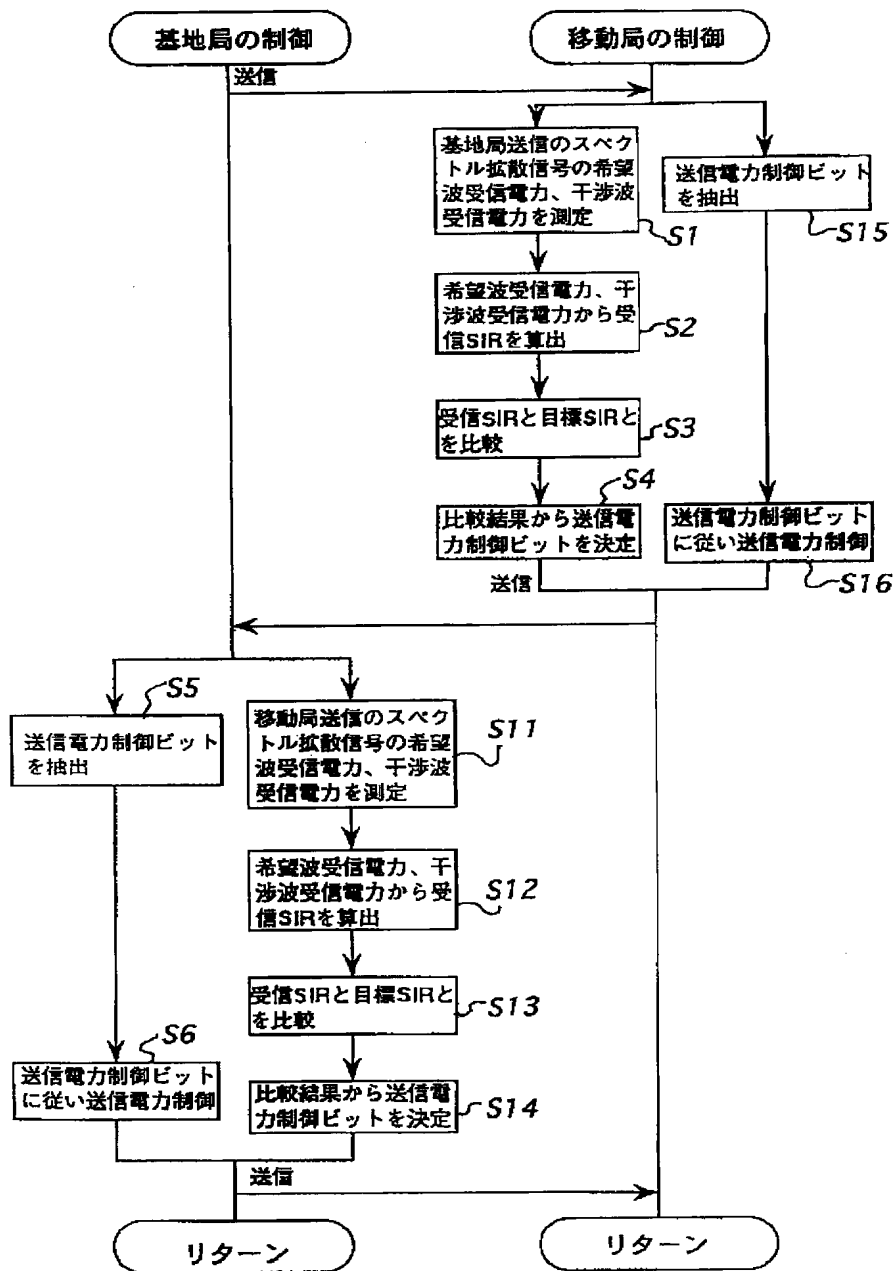 基地局の制御
移動局の制御
送信
基地局送信のスペク
トル拡散信号の希望
波受信電力、干渉波
受信電力を測定
S1
送信電力制御ビット
を抽出
S15
希望波受信電力、干
渉波受信電力から受
信SIRを算出
S2
受信SIRと目標SIRと
を比較
S3
S4
比較結果から送信電
力制御ビットを決定
送信電力制御ビット
に従い送信電力制御
S16
送信
S5
送信電力制御ビット
を抽出
移動局送信のスペク
トル拡散信号の希望
波受信電力、干渉波
受信電力を測定
S11
希望波受信電力、干
渉波受信電力から受
信SIRを算出
S12
受信SIRと目標SIRと
を比較
S13
S6
送信電力制御ビット
に従い送信電力制御
比較結果から送信電
力制御ビットを決定
S14
送信
リターン
リターン